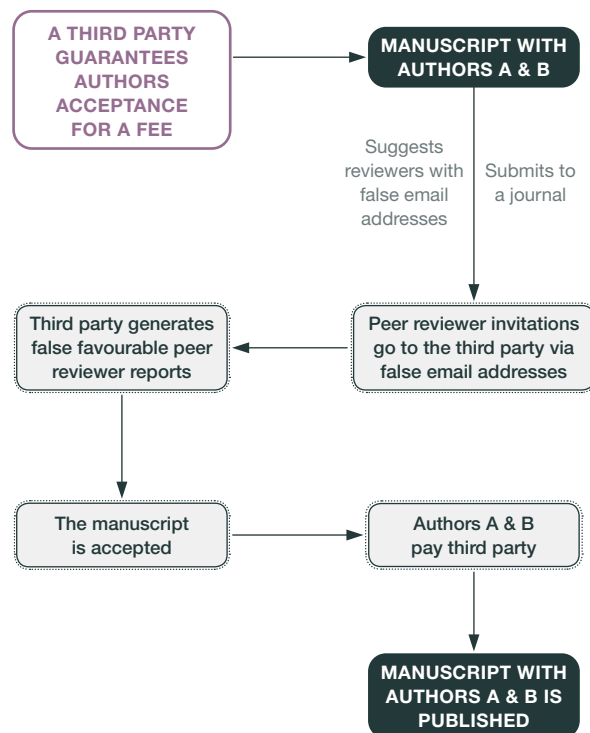 A THIRD PARTY
GUARANTEES
AUTHORS
ACCEPTANCE
FOR A FEE
MANUSCRIPT WITH
AUTHORS A & B
Suggests
reviewers with
false email
addresses
Submits to
a journal
Peer reviewer invitations
go to the third party via
false email addresses
Third party generates
false favourable peer
reviewer reports
The manuscript
is accepted
Authors A & B
pay third party
MANUSCRIPT WITH
AUTHORS A & B IS
PUBLISHED